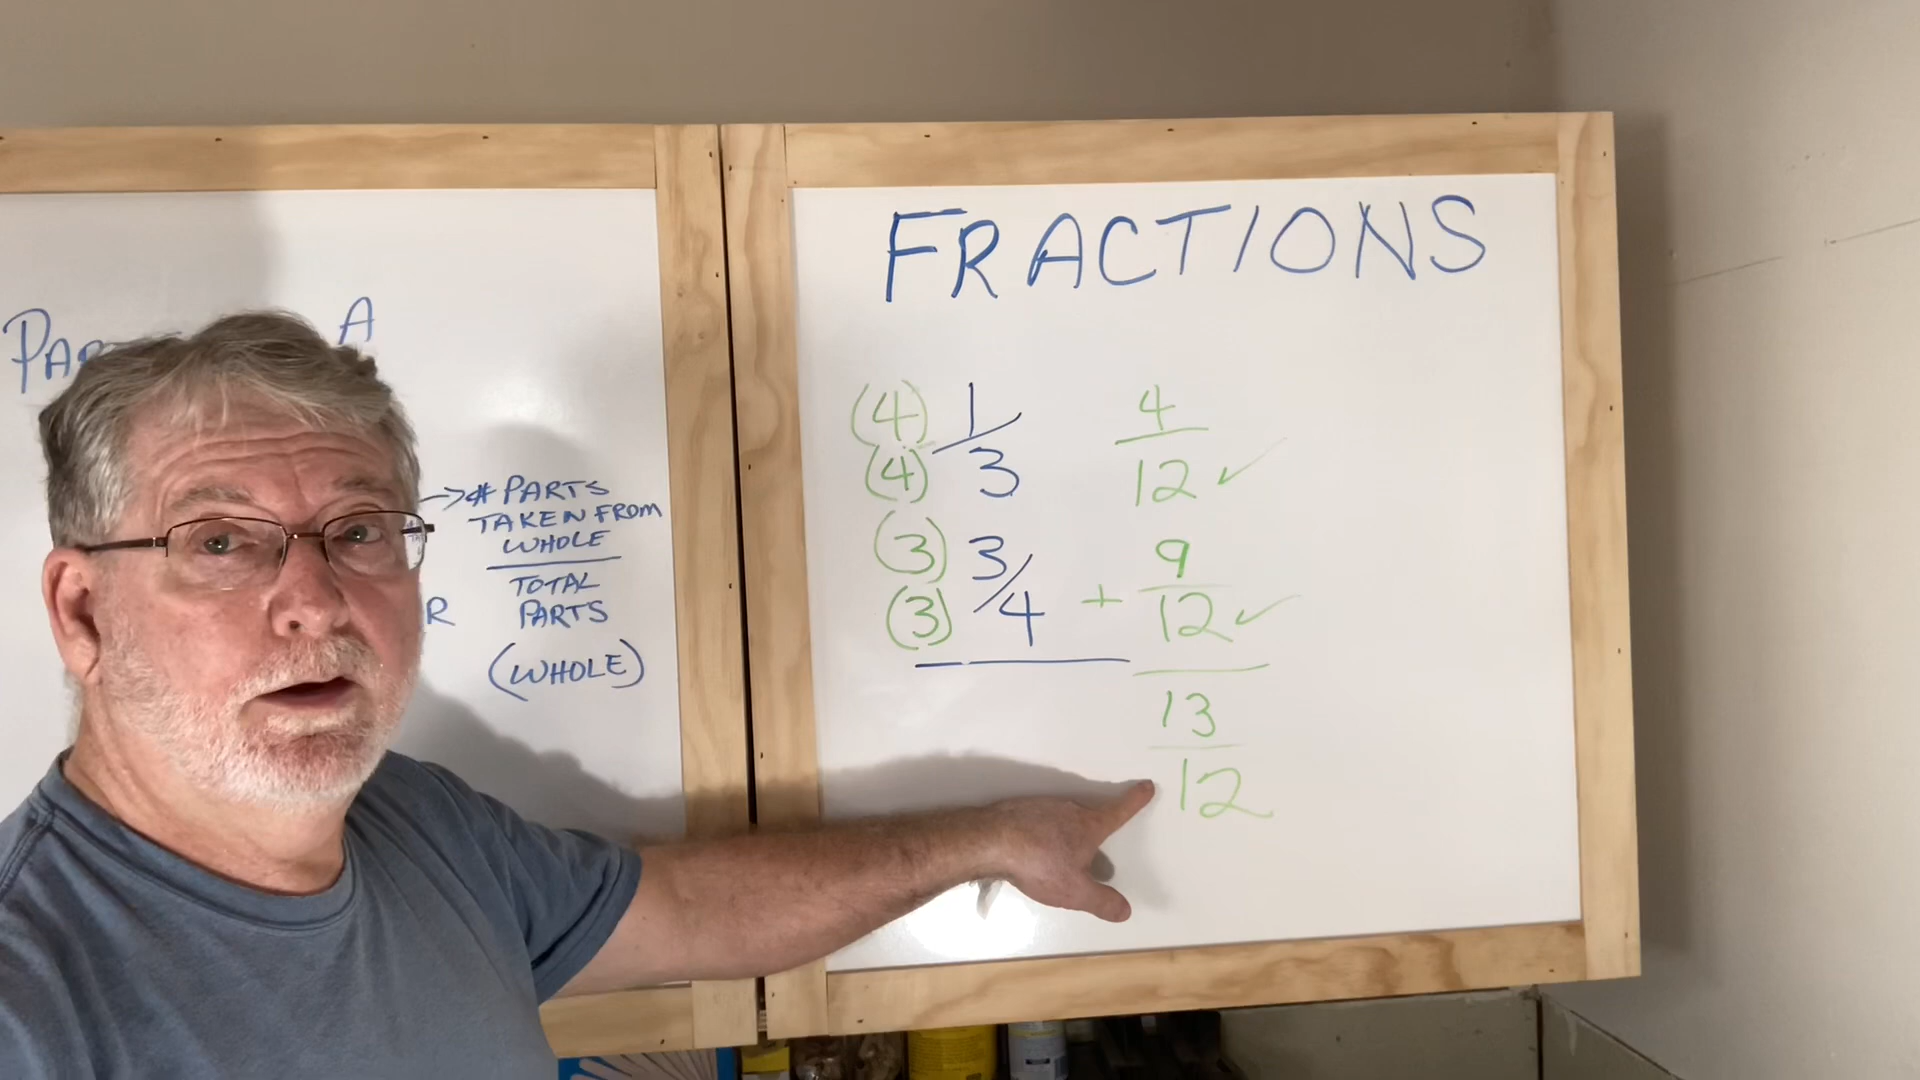 A
→# PARTS
TAKEN FROM
WHOLE
TOTAL
PARTS
(WHOLE)
FRACTIONS
(4) 1 4
(4) 3 12 ✓
(3) 3 9
(3) 4 + 12 ✓
13
12